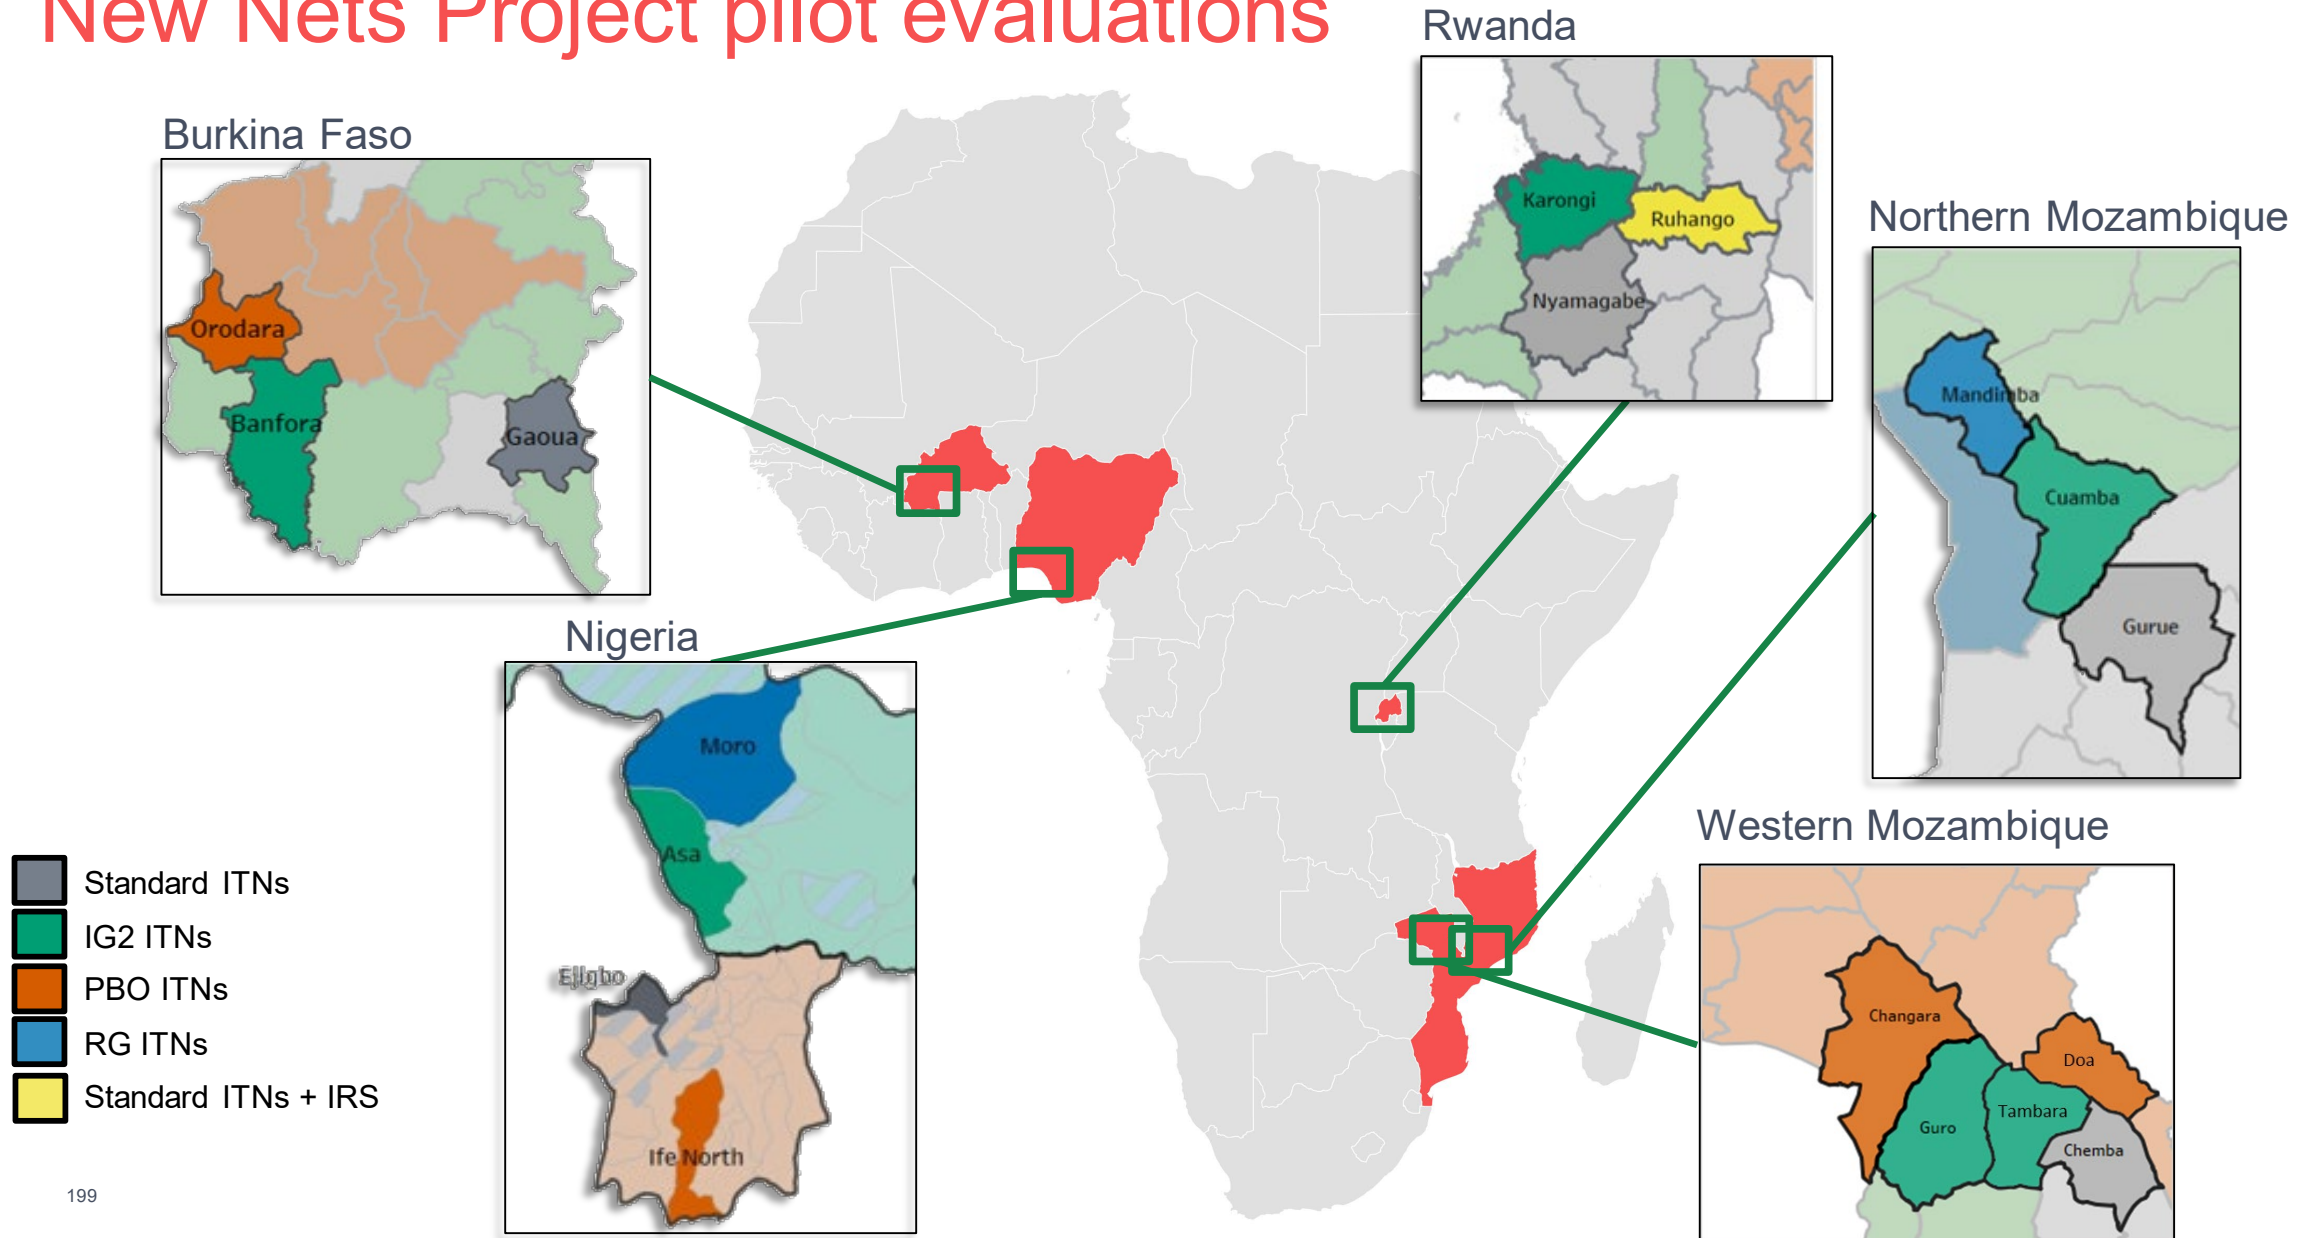 New Nets Project pilot evaluations
Rwanda
Burkina Faso
Karongi
Ruhango
Nyamagabe
Northern Mozambique
Orodara
Banfora
Gaoua
Mandimba
Cuamba
Gurue
Nigeria
Moro
Asa
Ejigbo
Ife North
Western Mozambique
Changara
Doa
Tambara
Guro
Chemba
Standard ITNs
IG2 ITNs
PBO ITNs
RG ITNs
Standard ITNs + IRS
199